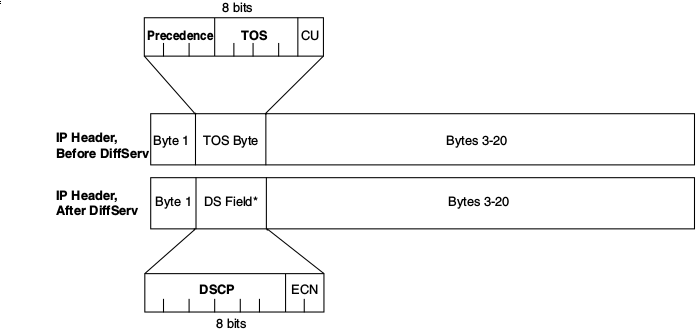 8 bits
Precedence TOS CU
IP Header,
Before DiffServ
Byte 1 TOS Byte Bytes 3-20
IP Header,
After DiffServ
Byte 1 DS Field* Bytes 3-20
DSCP ECN
8 bits